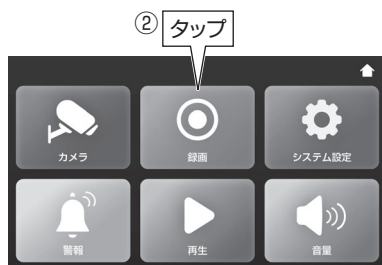 ② タップ
カメラ
録画
システム設定
警報
再生
音量